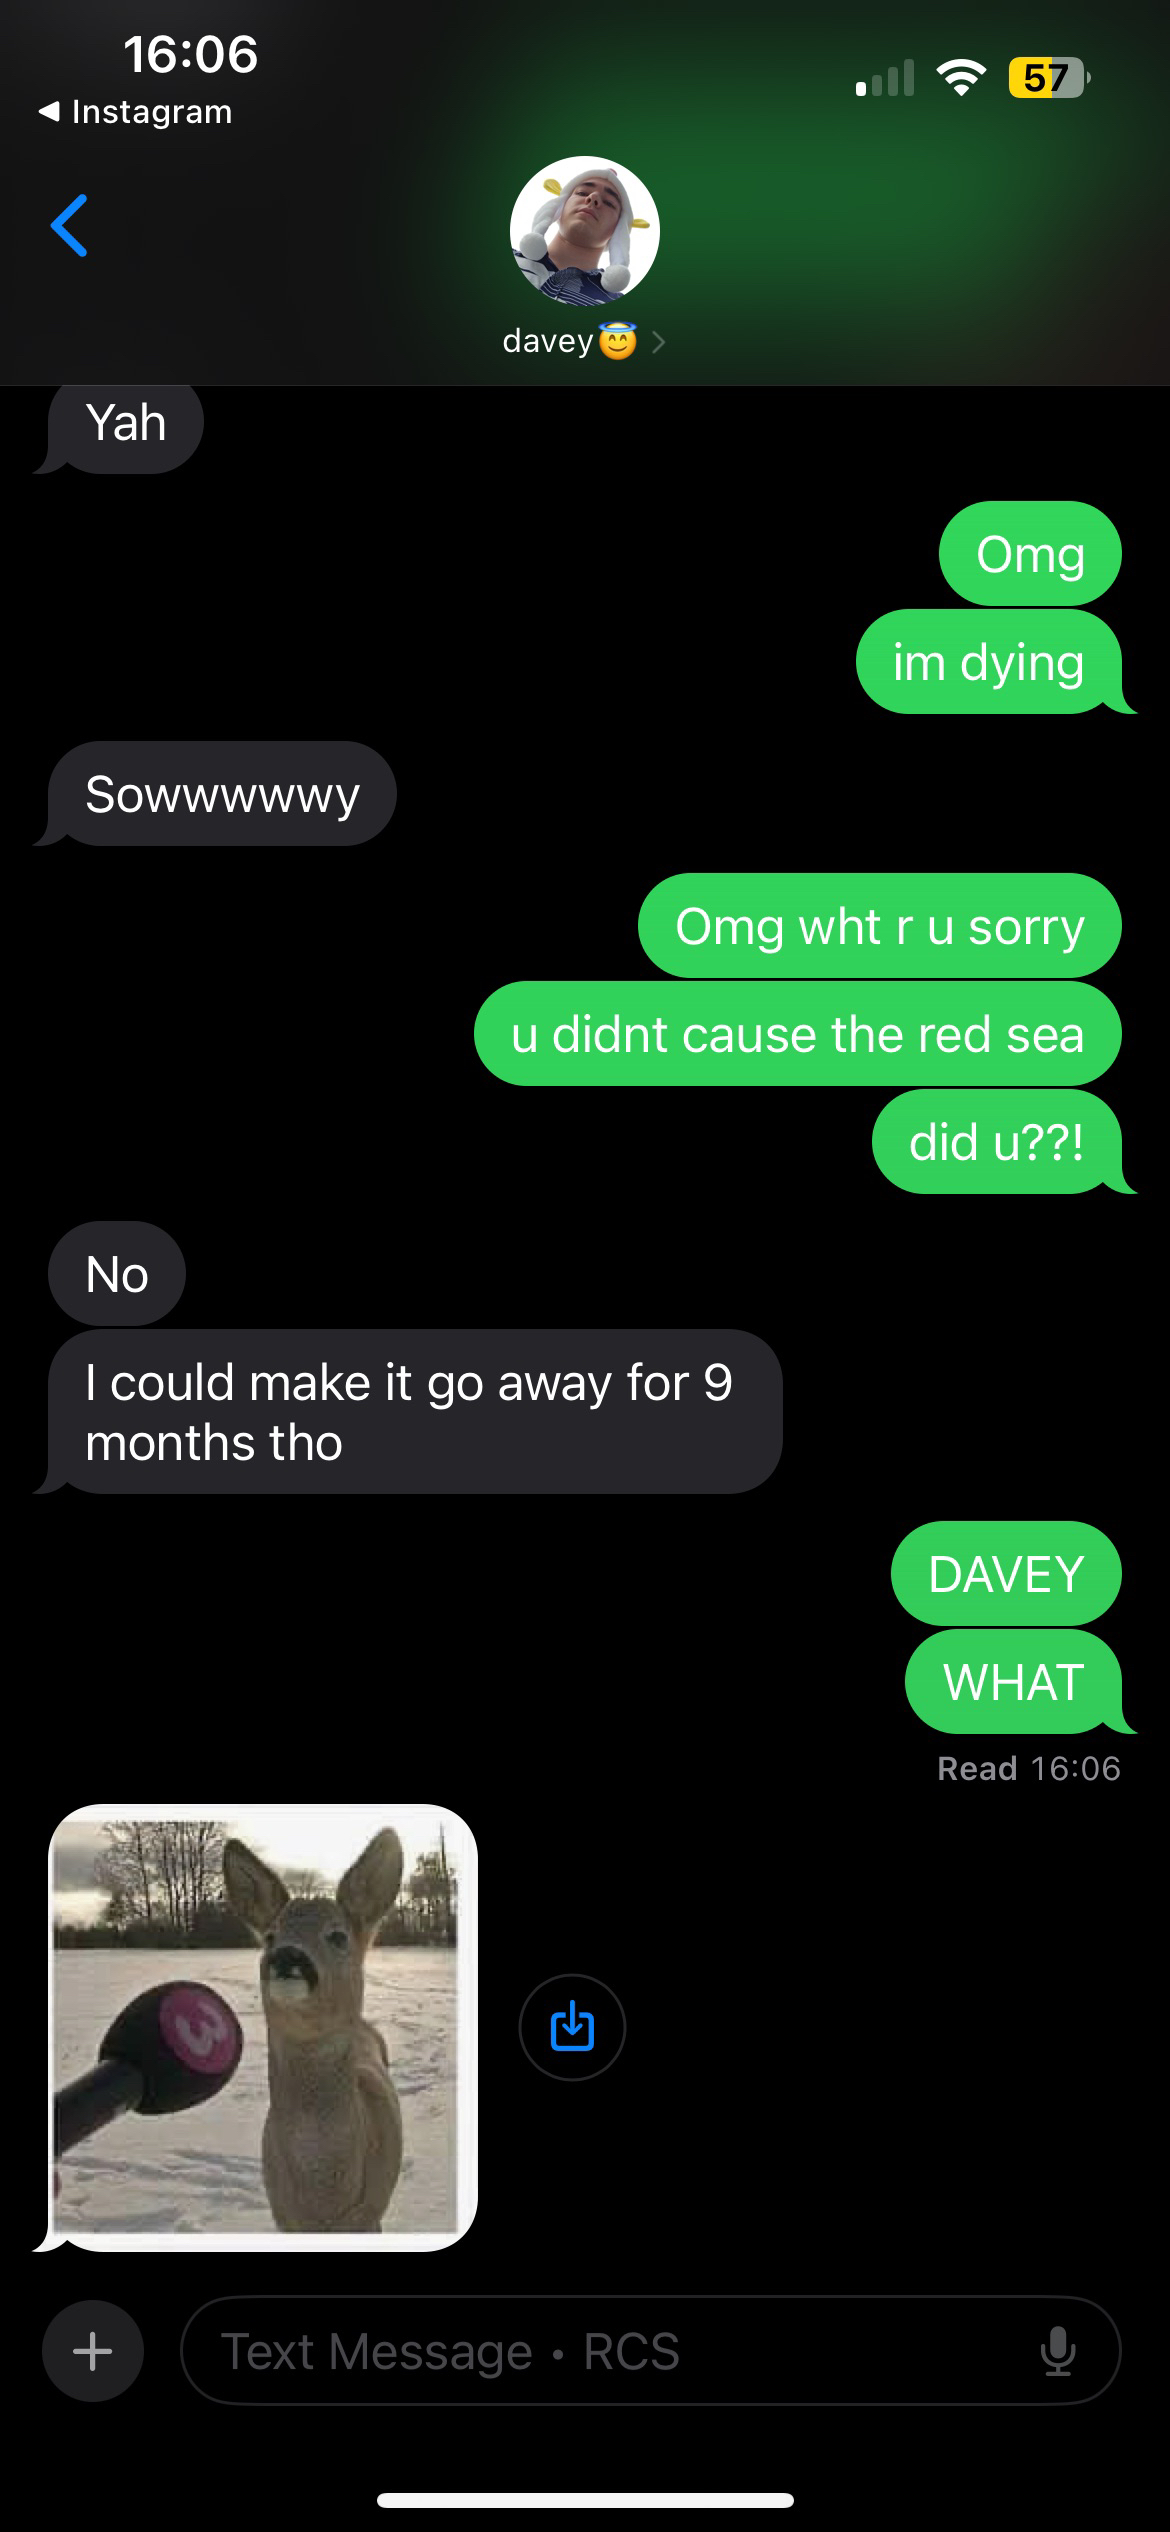 16:06
57
Instagram
davey😇
Yah
Omg
im dying
Sowwwwwy
Omg wht r u sorry
u didnt cause the red sea
did u??!
No
I could make it go away for 9
months tho
DAVEY
WHAT
Read 16:06
3
Text Message • RCS